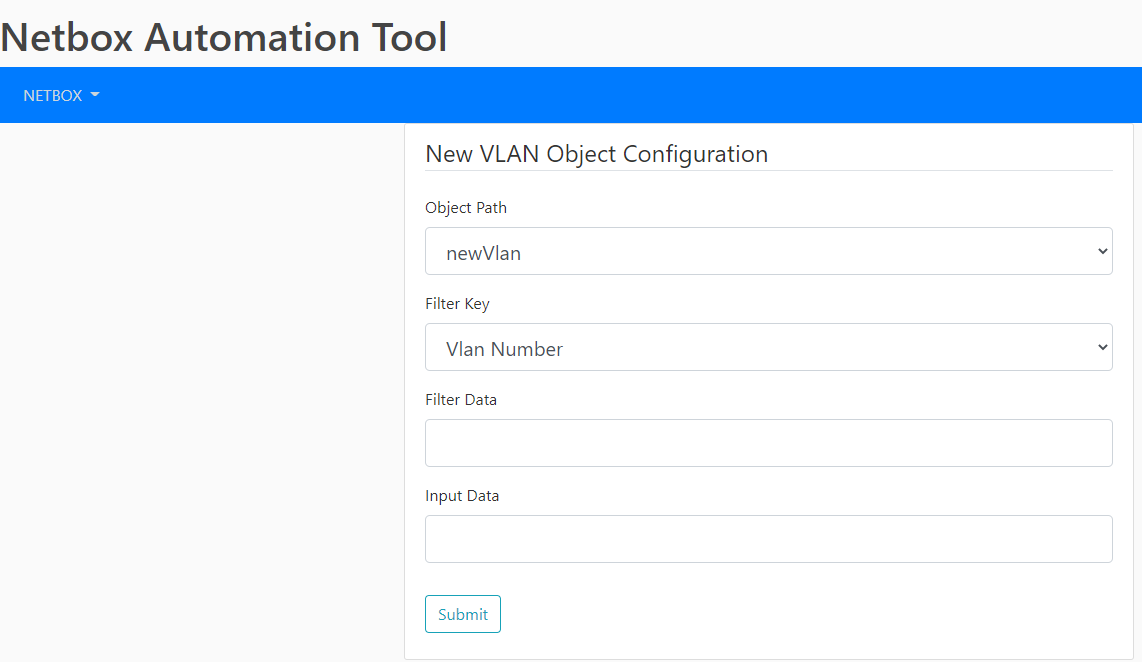 Netbox Automation Tool
NETBOX
New VLAN Object Configuration
Object Path
newVlan
Filter Key
Vlan Number
Filter Data
Input Data
Submit